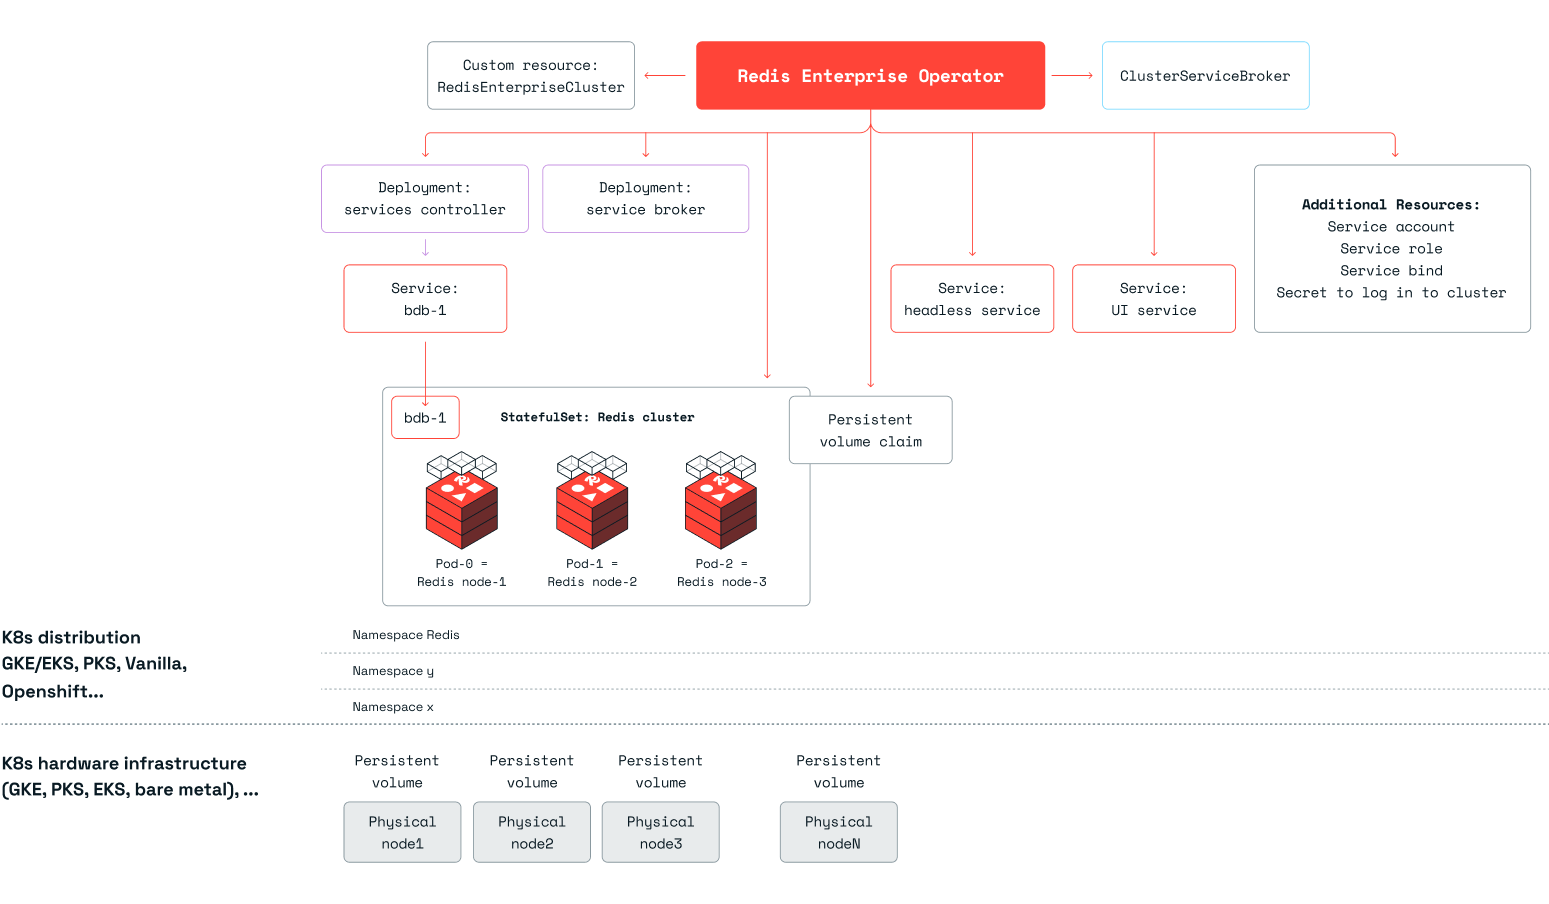 Custom resource:
RedisEnterpriseCluster
Redis Enterprise Operator
ClusterServiceBroker
Deployment:
services controller
Deployment:
service broker
Additional Resources:
Service account
Service role
Service bind
Secret to log in to cluster
Service:
bdb-1
Service:
headless service
Service:
UI service
bdb-1
StatefulSet: Redis cluster
Persistent
volume claim
Pod-0 =
Redis node-1
Pod-1 =
Redis node-2
Pod-2 =
Redis node-3
K8s distribution
GKE/EKS, PKS, Vanilla,
Openshift...
Namespace Redis
Namespace y
Namespace x
K8s hardware infrastructure
(GKE, PKS, EKS, bare metal), ...
Persistent
volume
Physical
node1
Persistent
volume
Physical
node2
Persistent
volume
Physical
node3
Persistent
volume
Physical
nodeN